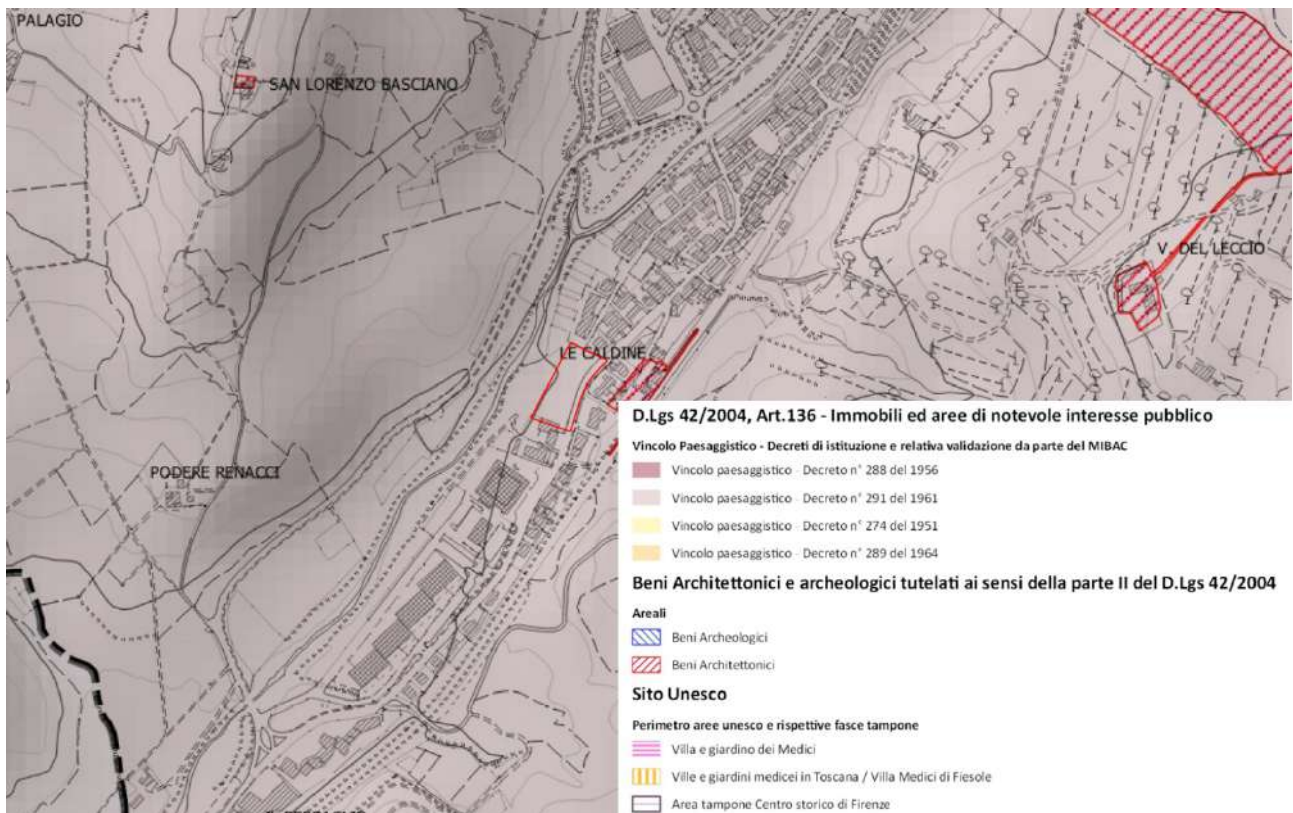 PALAGIO
SAN LORENZO BASCIANO
V. DEL LECCIO
LE CALDINE
PODERE RENACCI
D.Lgs 42/2004, Art.136 - Immobili ed aree di notevole interesse pubblico
Vincolo Paesaggistico - Decreti di istituzione e relativa validazione da parte del MIBAC
Vincolo paesaggistico - Decreto n° 288 del 1956
Vincolo paesaggistico - Decreto n° 291 del 1961
Vincolo paesaggistico - Decreto n° 274 del 1951
Vincolo paesaggistico - Decreto n° 289 del 1964
Beni Architettonici e archeologici tutelati ai sensi della parte II del D.Lgs 42/2004
Areali
Beni Archeologici
Beni Architettonici
Sito Unesco
Perimetro aree unesco e rispettive fasce tampone
Villa e giardino dei Medici
Ville e giardini medicei in Toscana / Villa Medici di Fiesole
Area tampone Centro storico di Firenze